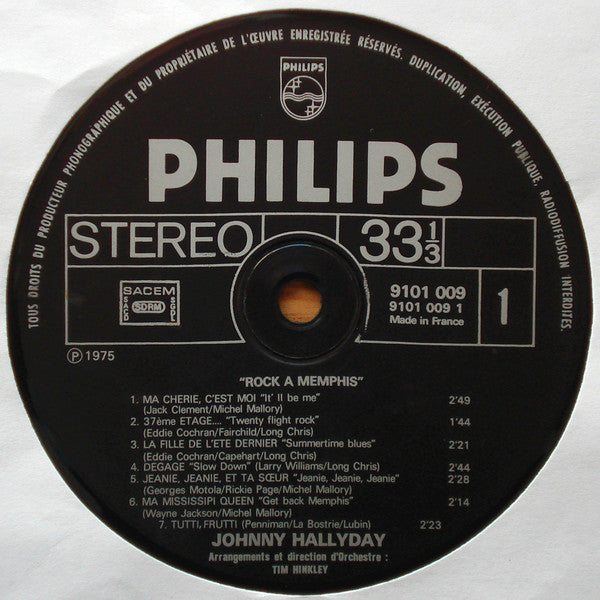 TOUS DROITS DU PRODUCTEUR PHONOGRAPHIQUE ET DU PROPRIÉTAIRE DE L'ŒUVRE ENREGISTRÉE RÉSERVÉS. DUPLICATION, EXÉCUTION PUBLIQUE, RADIODIFFUSION INTERDITES.
PHILIPS
PHILIPS
STEREO
33 1/3
SACEM
SACD SDRM SGDL
9101 009
9101 009 1
Made in France
1
℗ 1975
"ROCK A MEMPHIS"
1. MA CHERIE, C'EST MOI "It' ll be me" 2'49
(Jack Clement/Michel Mallory)
2. 37ème ETAGE.... "Twenty flight rock" 1'44
(Eddie Cochran/Fairchild/Long Chris)
3. LA FILLE DE L'ETE DERNIER "Summertime blues" 2'21
(Eddie Cochran/Capehart/Long Chris)
4. DEGAGE "Slow Down" (Larry Williams/Long Chris) 2'44
5. JEANIE, JEANIE, ET TA SŒUR "Jeanie, Jeanie, Jeanie" 2'28
(Georges Motola/Rickie Page/Michel Mallory)
6. MA MISSISIPI QUEEN "Get back Memphis" 2'14
(Wayne Jackson/Michel Mallory)
7. TUTTI, FRUTTI (Penniman/La Bostrie/Lubin) 2'23
JOHNNY HALLYDAY
Arrangements et direction d'Orchestre :
TIM HINKLEY